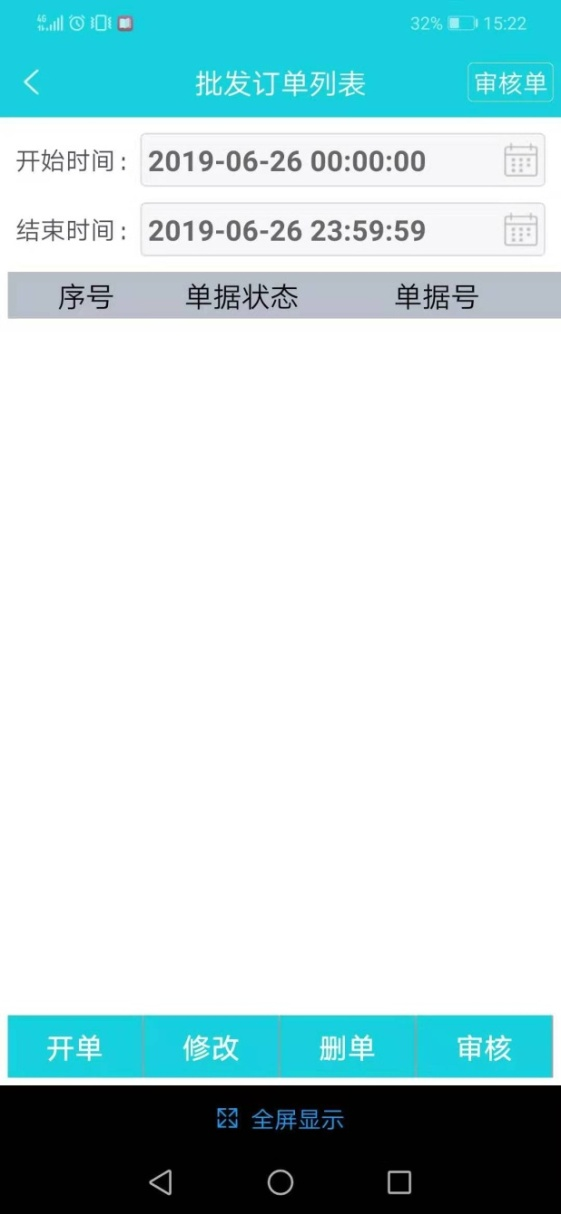 4G 32% 15:22
批发订单列表 审核单
开始时间: 2019-06-26 00:00:00
结束时间: 2019-06-26 23:59:59
序号 单据状态 单据号
开单 修改 删单 审核
全屏显示